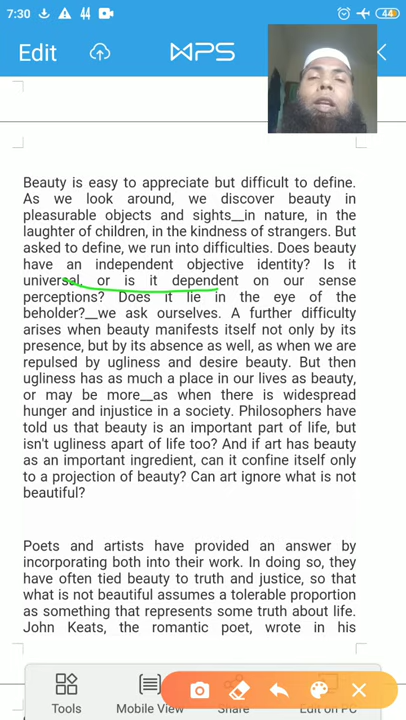 7:30 44 44
Edit WPS
Beauty is easy to appreciate but difficult to define.
As we look around, we discover beauty in
pleasurable objects and sights__in nature, in the
laughter of children, in the kindness of strangers. But
asked to define, we run into difficulties. Does beauty
have an independent objective identity? Is it
universal, or is it dependent on our sense
perceptions? Does it lie in the eye of the
beholder?__we ask ourselves. A further difficulty
arises when beauty manifests itself not only by its
presence, but by its absence as well, as when we are
repulsed by ugliness and desire beauty. But then
ugliness has as much a place in our lives as beauty,
or may be more__as when there is widespread
hunger and injustice in a society. Philosophers have
told us that beauty is an important part of life, but
isn't ugliness apart of life too? And if art has beauty
as an important ingredient, can it confine itself only
to a projection of beauty? Can art ignore what is not
beautiful?
Poets and artists have provided an answer by
incorporating both into their work. In doing so, they
have often tied beauty to truth and justice, so that
what is not beautiful assumes a tolerable proportion
as something that represents some truth about life.
John Keats, the romantic poet, wrote in his
Tools Mobile View Share Edit on PC